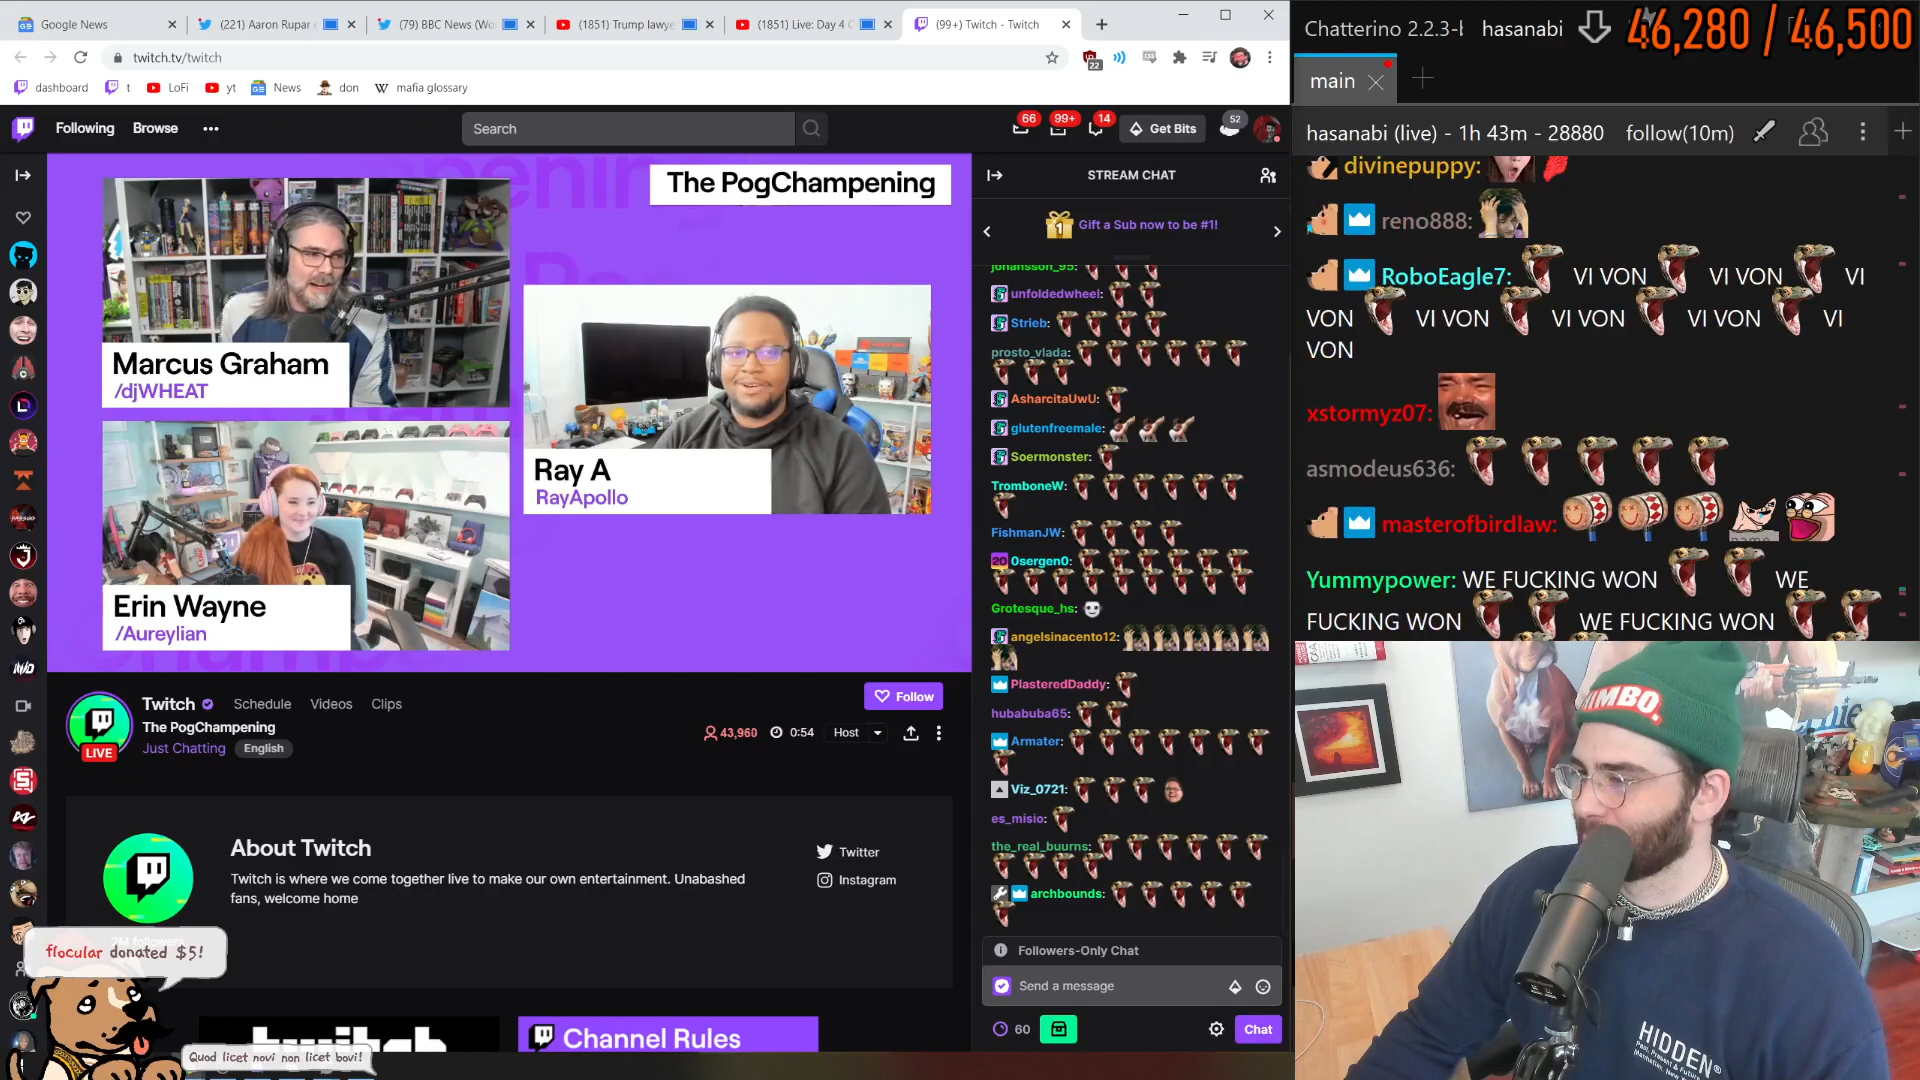 Google News
(221) Aaron Rupar
(79) BBC News (Wo
(1851) Trump lawye
(1851) Live: Day 4
(99+) Twitch - Twitch
twitch.tv/twitch
22
dashboard
t
LoFi
yt
News
don
mafia glossary
Following
Browse
Search
66
99+
14
Get Bits
52
The PogChampening
Marcus Graham
/djWHEAT
Ray A
RayApollo
Erin Wayne
/Aureylian
Twitch
Schedule
Videos
Clips
Follow
The PogChampening
Just Chatting
English
LIVE
43,960
0:54
Host
About Twitch
Twitch is where we come together live to make our own entertainment. Unabashed
fans, welcome home
Twitter
Instagram
flocular donated $5!
Quod licet novi non licet bovi!
Channel Rules
STREAM CHAT
1
Gift a Sub now to be #1!
johansson_95:
unfoldedwheel:
Strieb:
prosto_vlada:
AsharcitaUwU:
glutenfreemale:
Soermonster:
TromboneW:
FishmanJW:
20 0sergen0:
Grotesque_hs:
angelsinacento12:
PlasteredDaddy:
hubabuba65:
Armater:
Viz_0721:
es_misio:
the_real_buurns:
archbounds:
Followers-Only Chat
Send a message
60
Chat
Chatterino 2.2.3-b
hasanabi
46,280 / 46,500
main
hasanabi (live) - 1h 43m - 28880
follow(10m)
divinepuppy:
reno888:
RoboEagle7: VI VON VI VON VI
VON VI VON VI VON VI VON VI
VON
xstormyz07:
asmodeus636:
masterofbirdlaw:
Yummypower: WE FUCKING WON WE
FUCKING WON WE FUCKING WON
HIMBO.
HIDDEN